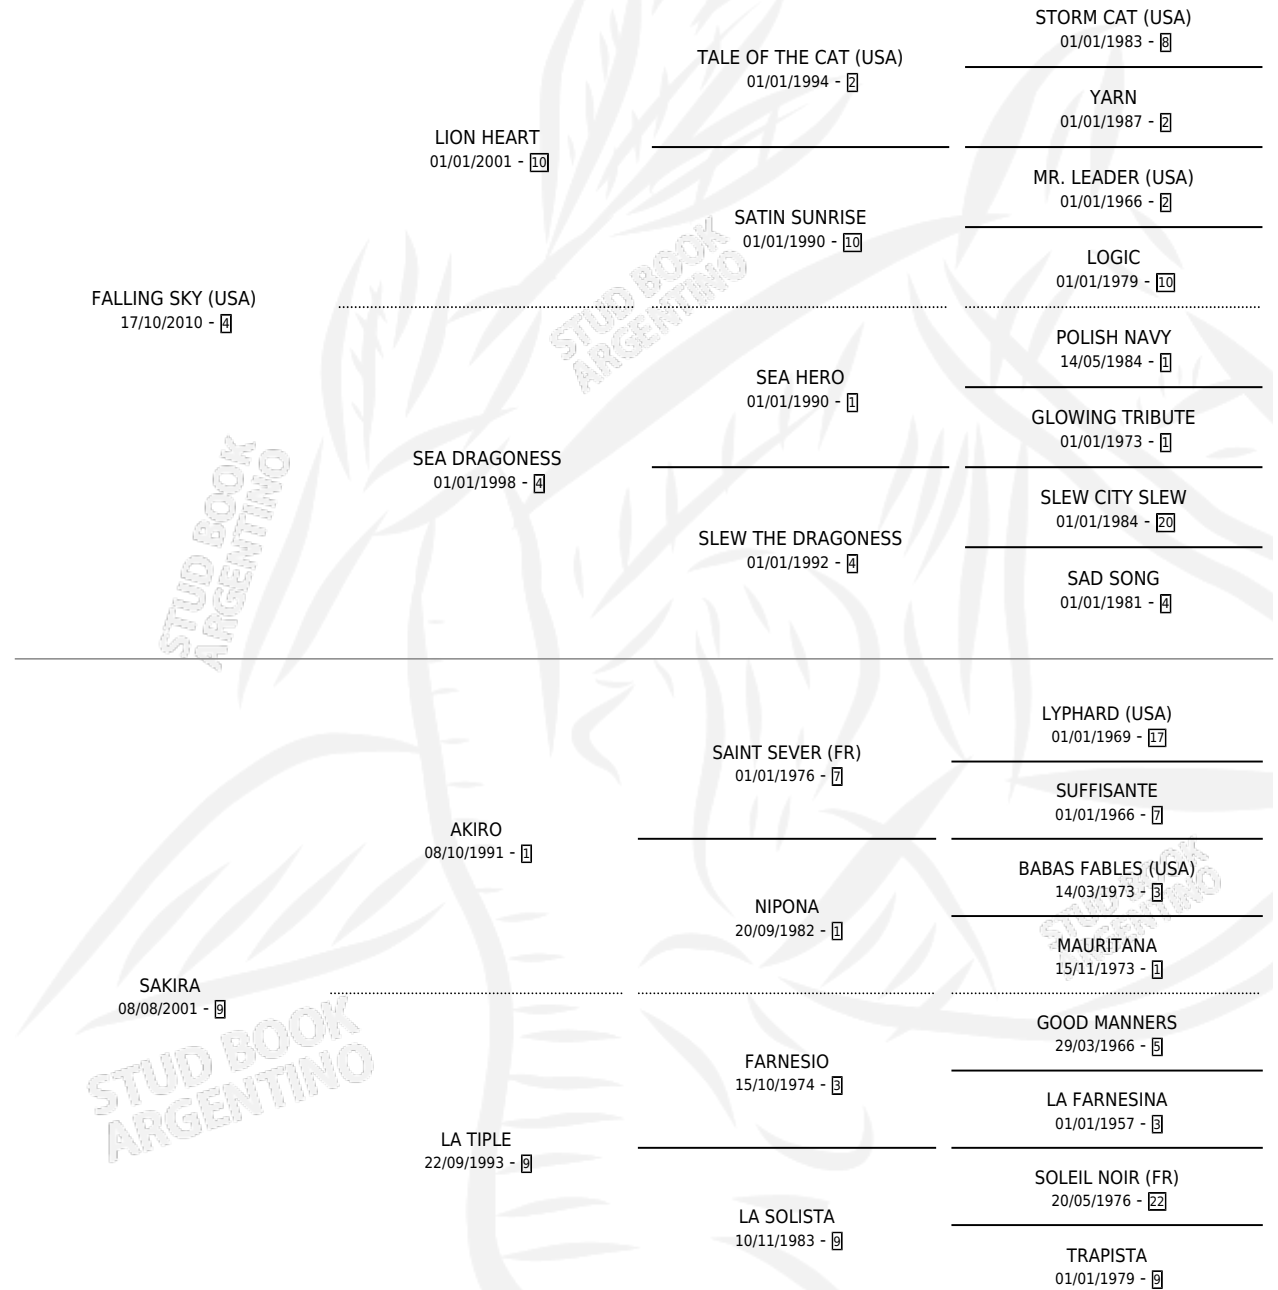 STORM CAT (USA)
01/01/1983 - 8
TALE OF THE CAT (USA)
01/01/1994 - 2
YARN
01/01/1987 - 2
LION HEART
01/01/2001 - 10
MR. LEADER (USA)
01/01/1966 - 2
SATIN SUNRISE
01/01/1990 - 10
LOGIC
01/01/1979 - 10
FALLING SKY (USA)
17/10/2010 - 4
POLISH NAVY
14/05/1984 - 1
SEA HERO
01/01/1990 - 1
GLOWING TRIBUTE
01/01/1973 - 1
SEA DRAGONESS
01/01/1998 - 4
SLEW CITY SLEW
01/01/1984 - 20
SLEW THE DRAGONESS
01/01/1992 - 4
SAD SONG
01/01/1981 - 4
LYPHARD (USA)
01/01/1969 - 17
SAINT SEVER (FR)
01/01/1976 - 7
SUFFISANTE
01/01/1966 - 7
AKIRO
08/10/1991 - 1
BABAS FABLES (USA)
14/03/1973 - 3
NIPONA
20/09/1982 - 1
MAURITANA
15/11/1973 - 1
SAKIRA
08/08/2001 - 9
GOOD MANNERS
29/03/1966 - 5
FARNESIO
15/10/1974 - 3
LA FARNESINA
01/01/1957 - 3
LA TIPLE
22/09/1993 - 9
SOLEIL NOIR (FR)
20/05/1976 - 22
LA SOLISTA
10/11/1983 - 9
TRAPISTA
01/01/1979 - 9
STUD BOOK
ARGENTINO
STUD BOOK
ARGENTINO
STUD BOOK
ARGENTINO
STUD BOOK
ARGENTINO